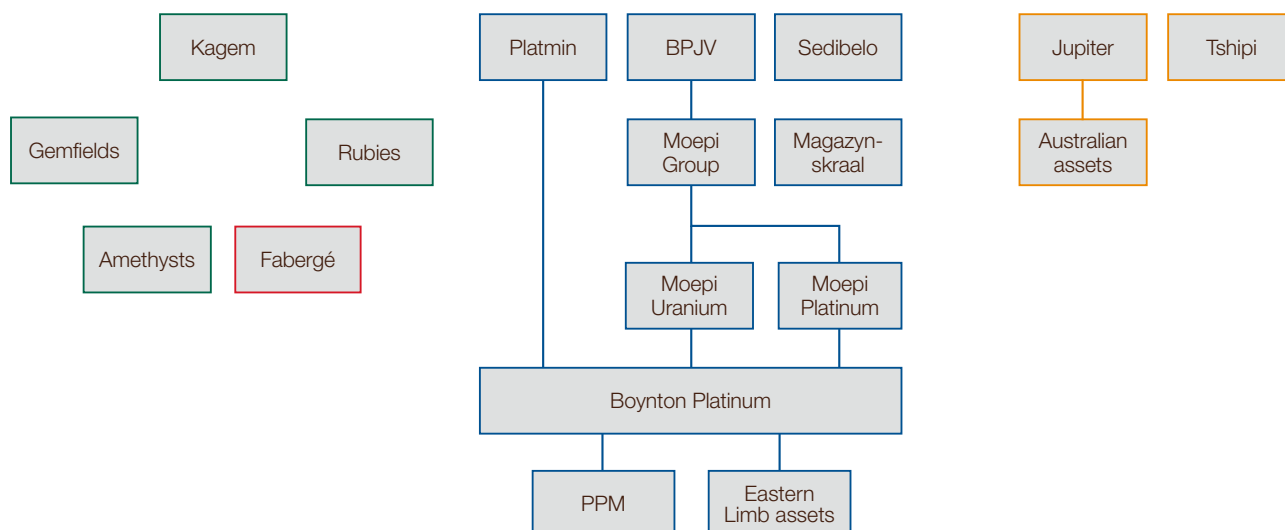 Kagem
Platmin
BPJV
Sedibelo
Jupiter
Tshipi
Gemfields
Rubies
Moepi
Group
Magazyn-
skraal
Australian
assets
Amethysts
Fabergé
Moepi
Uranium
Moepi
Platinum
Boynton Platinum
PPM
Eastern
Limb assets